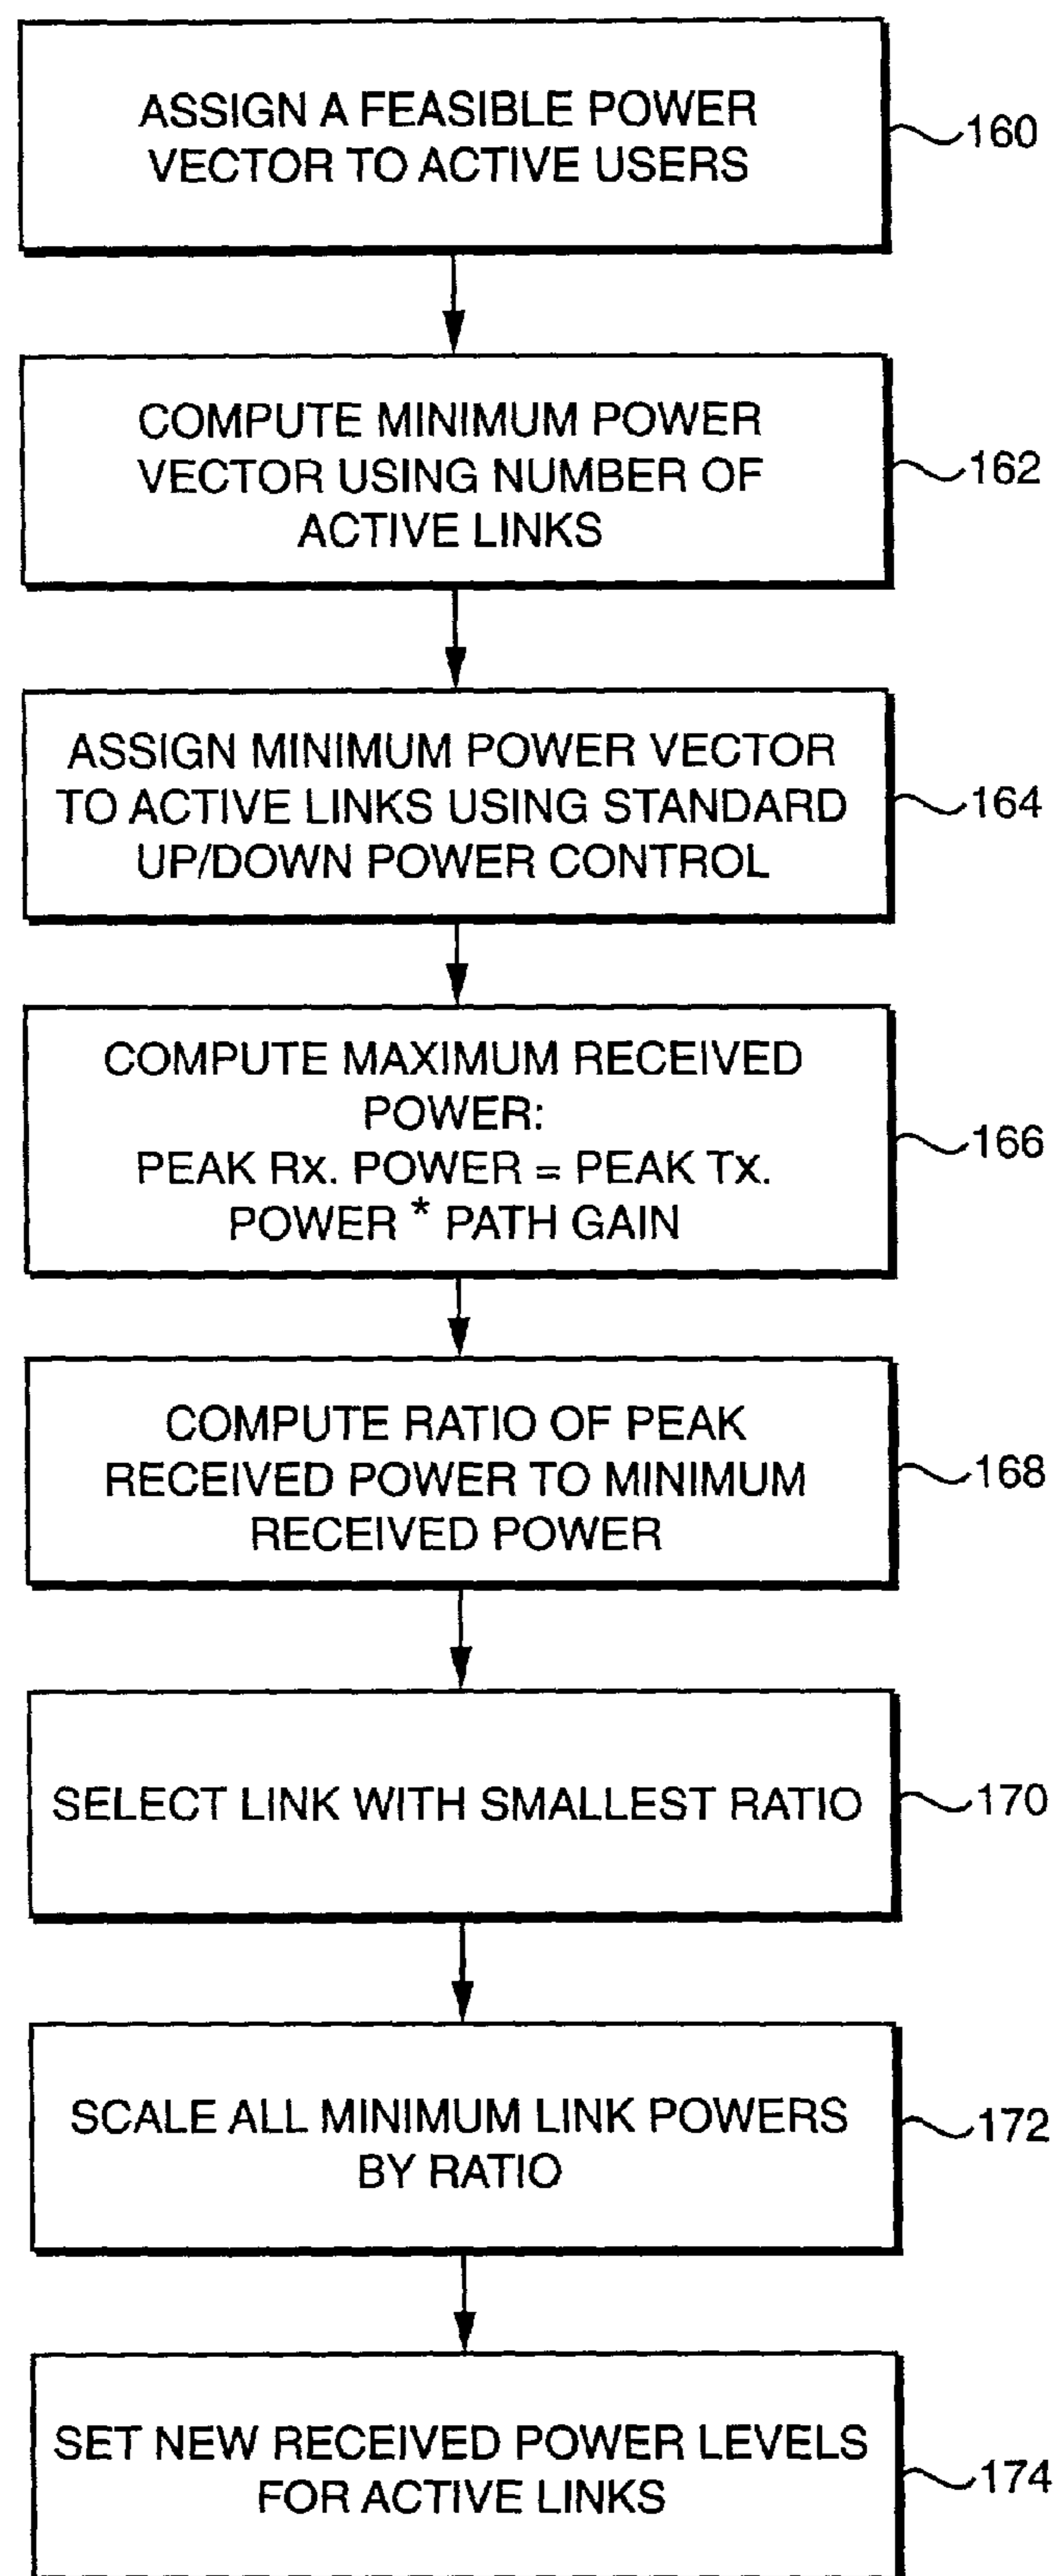 ASSIGN A FEASIBLE POWER
VECTOR TO ACTIVE USERS
160
COMPUTE MINIMUM POWER
VECTOR USING NUMBER OF
ACTIVE LINKS
162
ASSIGN MINIMUM POWER VECTOR
TO ACTIVE LINKS USING STANDARD
UP/DOWN POWER CONTROL
164
COMPUTE MAXIMUM RECEIVED
POWER:
PEAK Rx. POWER = PEAK Tx.
POWER * PATH GAIN
166
COMPUTE RATIO OF PEAK
RECEIVED POWER TO MINIMUM
RECEIVED POWER
168
SELECT LINK WITH SMALLEST RATIO
170
SCALE ALL MINIMUM LINK POWERS
BY RATIO
172
SET NEW RECEIVED POWER LEVELS
FOR ACTIVE LINKS
174